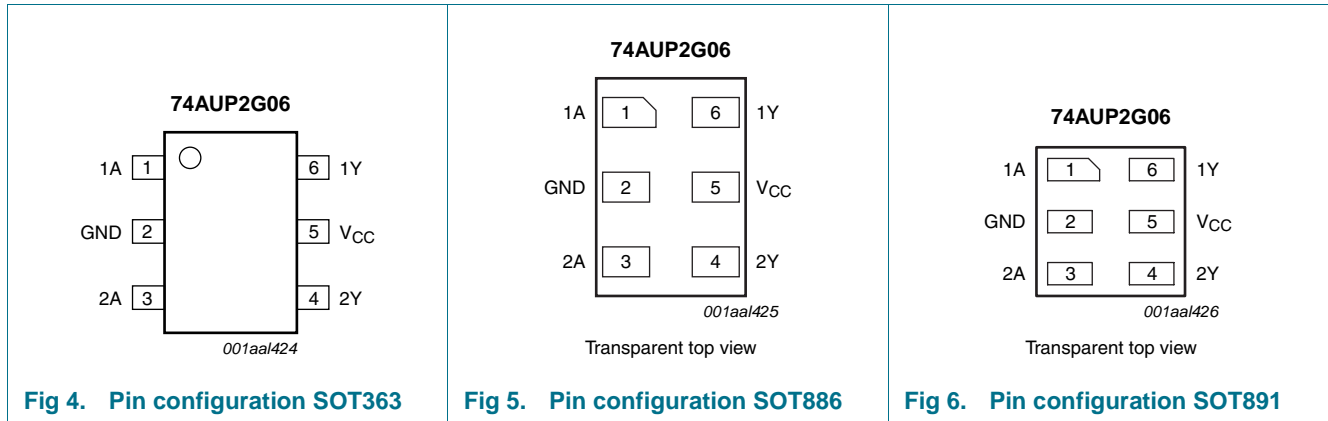 74AUP2G06
1A 1 6 1Y
GND 2 5 VCC
2A 3 4 2Y
001aal424
Fig 4. Pin configuration SOT363
74AUP2G06
1A 1 6 1Y
GND 2 5 VCC
2A 3 4 2Y
001aal425
Transparent top view
Fig 5. Pin configuration SOT886
74AUP2G06
1A 1 6 1Y
GND 2 5 VCC
2A 3 4 2Y
001aal426
Transparent top view
Fig 6. Pin configuration SOT891